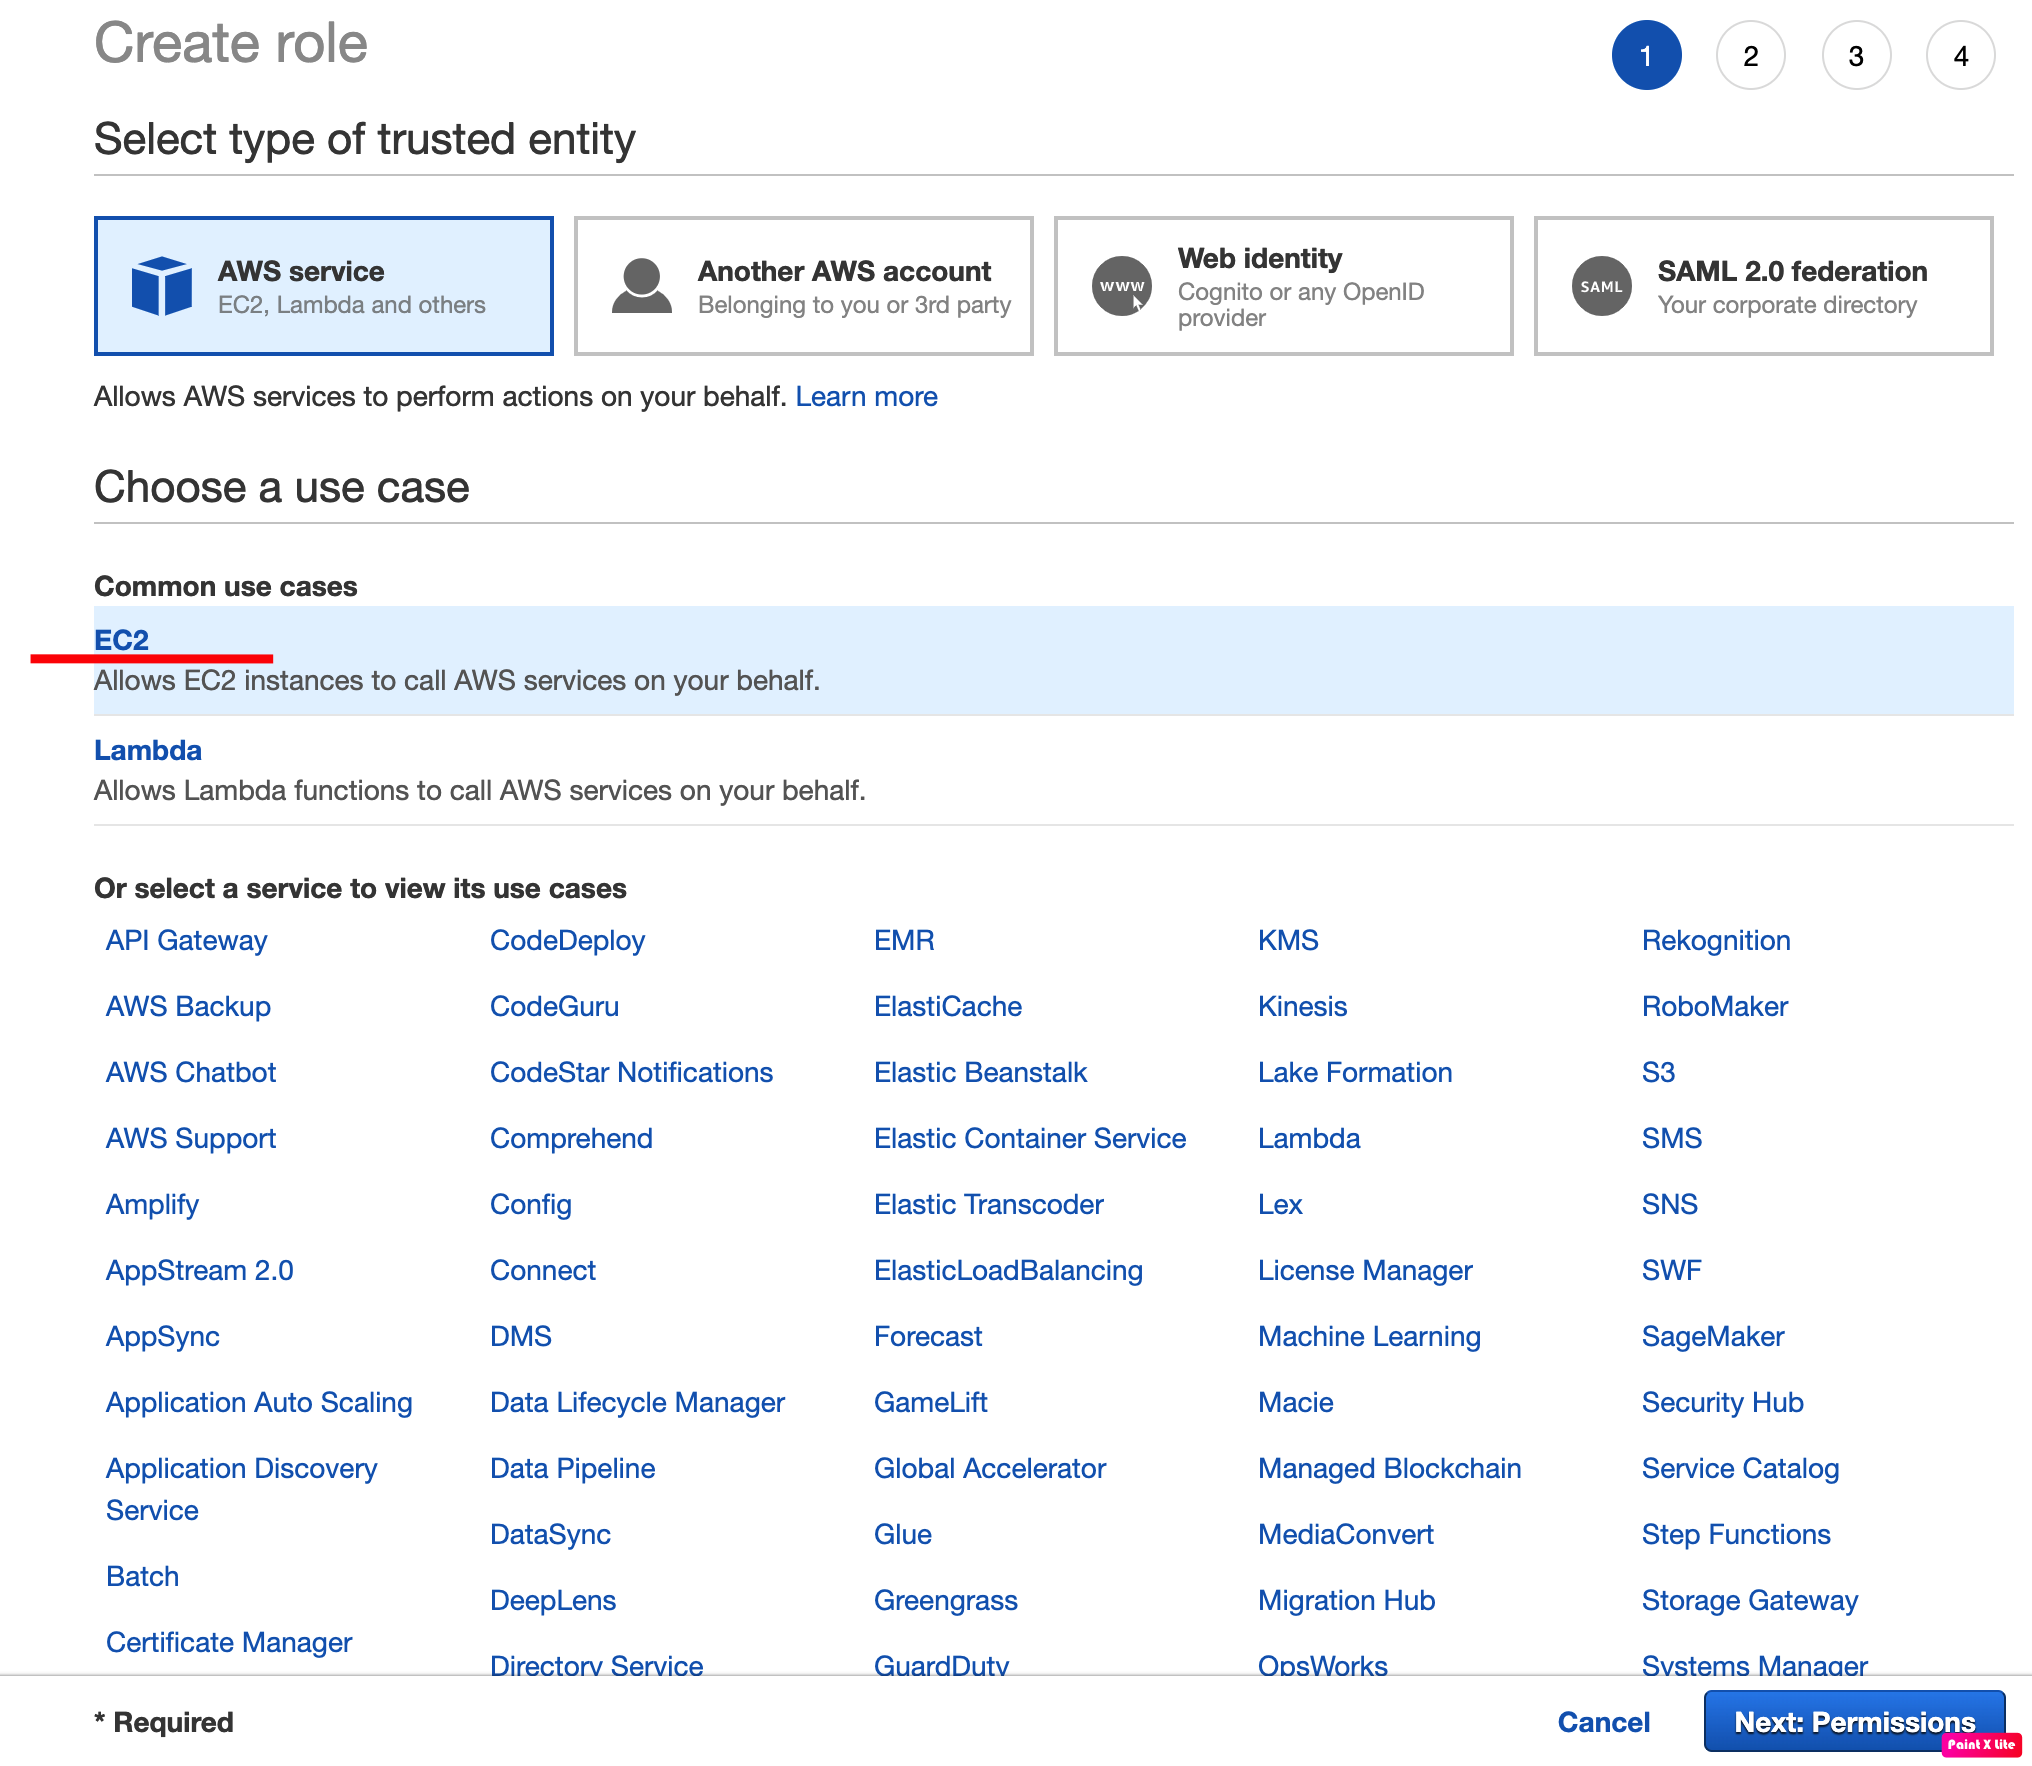 Create role
1 2 3 4
Select type of trusted entity
AWS service
EC2, Lambda and others
Another AWS account
Belonging to you or 3rd party
www
Web identity
Cognito or any OpenID
provider
SAML
SAML 2.0 federation
Your corporate directory
Allows AWS services to perform actions on your behalf. Learn more
Choose a use case
Common use cases
EC2
Allows EC2 instances to call AWS services on your behalf.
Lambda
Allows Lambda functions to call AWS services on your behalf.
Or select a service to view its use cases
API Gateway
AWS Backup
AWS Chatbot
AWS Support
Amplify
AppStream 2.0
AppSync
Application Auto Scaling
Application Discovery
Service
Batch
Certificate Manager
CodeDeploy
CodeGuru
CodeStar Notifications
Comprehend
Config
Connect
DMS
Data Lifecycle Manager
Data Pipeline
DataSync
DeepLens
Directory Service
EMR
ElastiCache
Elastic Beanstalk
Elastic Container Service
Elastic Transcoder
ElasticLoadBalancing
Forecast
GameLift
Global Accelerator
Glue
Greengrass
GuardDuty
KMS
Kinesis
Lake Formation
Lambda
Lex
License Manager
Machine Learning
Macie
Managed Blockchain
MediaConvert
Migration Hub
OpsWorks
Rekognition
RoboMaker
S3
SMS
SNS
SWF
SageMaker
Security Hub
Service Catalog
Step Functions
Storage Gateway
Systems Manager
* Required
Cancel
Next: Permissions
Paint X Lite